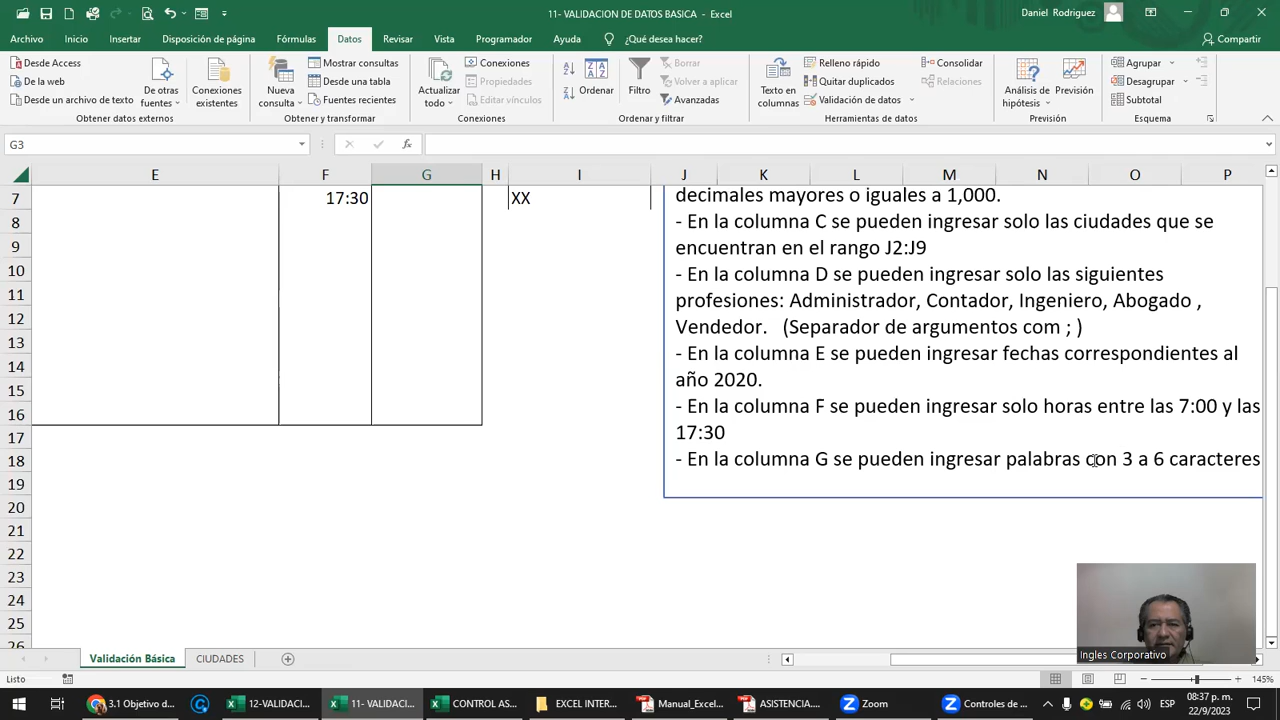 11- VALIDACION DE DATOS BASICA - Excel
Daniel Rodriguez
Archivo Inicio Insertar Disposición de página Fórmulas Datos Revisar Vista Programador Ayuda ¿Qué desea hacer? Compartir
Desde Access
De la web
Desde un archivo de texto
De otras fuentes
Conexiones existentes
Obtener datos externos
Nueva consulta
Mostrar consultas
Desde una tabla
Fuentes recientes
Obtener y transformar
Actualizar todo
Conexiones
Propiedades
Editar vínculos
Conexiones
Ordenar
Filtro
Borrar
Volver a aplicar
Avanzadas
Ordenar y filtrar
Texto en columnas
Relleno rápido
Quitar duplicados
Validación de datos
Consolidar
Relaciones
Herramientas de datos
Análisis de hipótesis
Previsión
Previsión
Agrupar
Desagrupar
Subtotal
Esquema
G3
fx
E F G H I J K L M N O P
7 17:30 XX
8
9
10
11
12
13
14
15
16
17
18
19
20
21
22
23
24
25
26
decimales mayores o iguales a 1,000.
- En la columna C se pueden ingresar solo las ciudades que se
encuentran en el rango J2:J9
- En la columna D se pueden ingresar solo las siguientes
profesiones: Administrador, Contador, Ingeniero, Abogado ,
Vendedor. (Separador de argumentos com ; )
- En la columna E se pueden ingresar fechas correspondientes al
año 2020.
- En la columna F se pueden ingresar solo horas entre las 7:00 y las
17:30
- En la columna G se pueden ingresar palabras con 3 a 6 caracteres
Ingles Corporativo
Validación Básica CIUDADES
Listo
145%
3.1 Objetivo d... 12-VALIDACI... 11- VALIDACI... CONTROL AS... EXCEL INTER... Manual_Exce... ASISTENCIA.... Zoom Controles de ... ESP 08:37 p. m.
22/9/2023